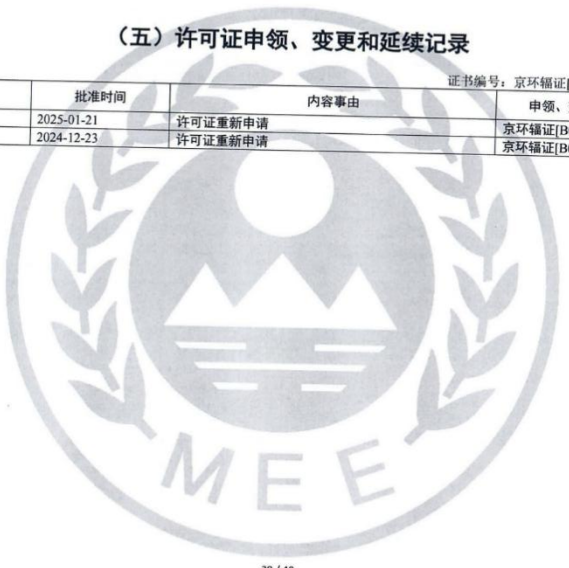 （五）许可证申领、变更和延续记录
证书编号：京环辐证[
批准时间 内容事由 申领、
2025-01-21 许可证重新申请 京环辐证[B
2024-12-23 许可证重新申请 京环辐证[B
MEE